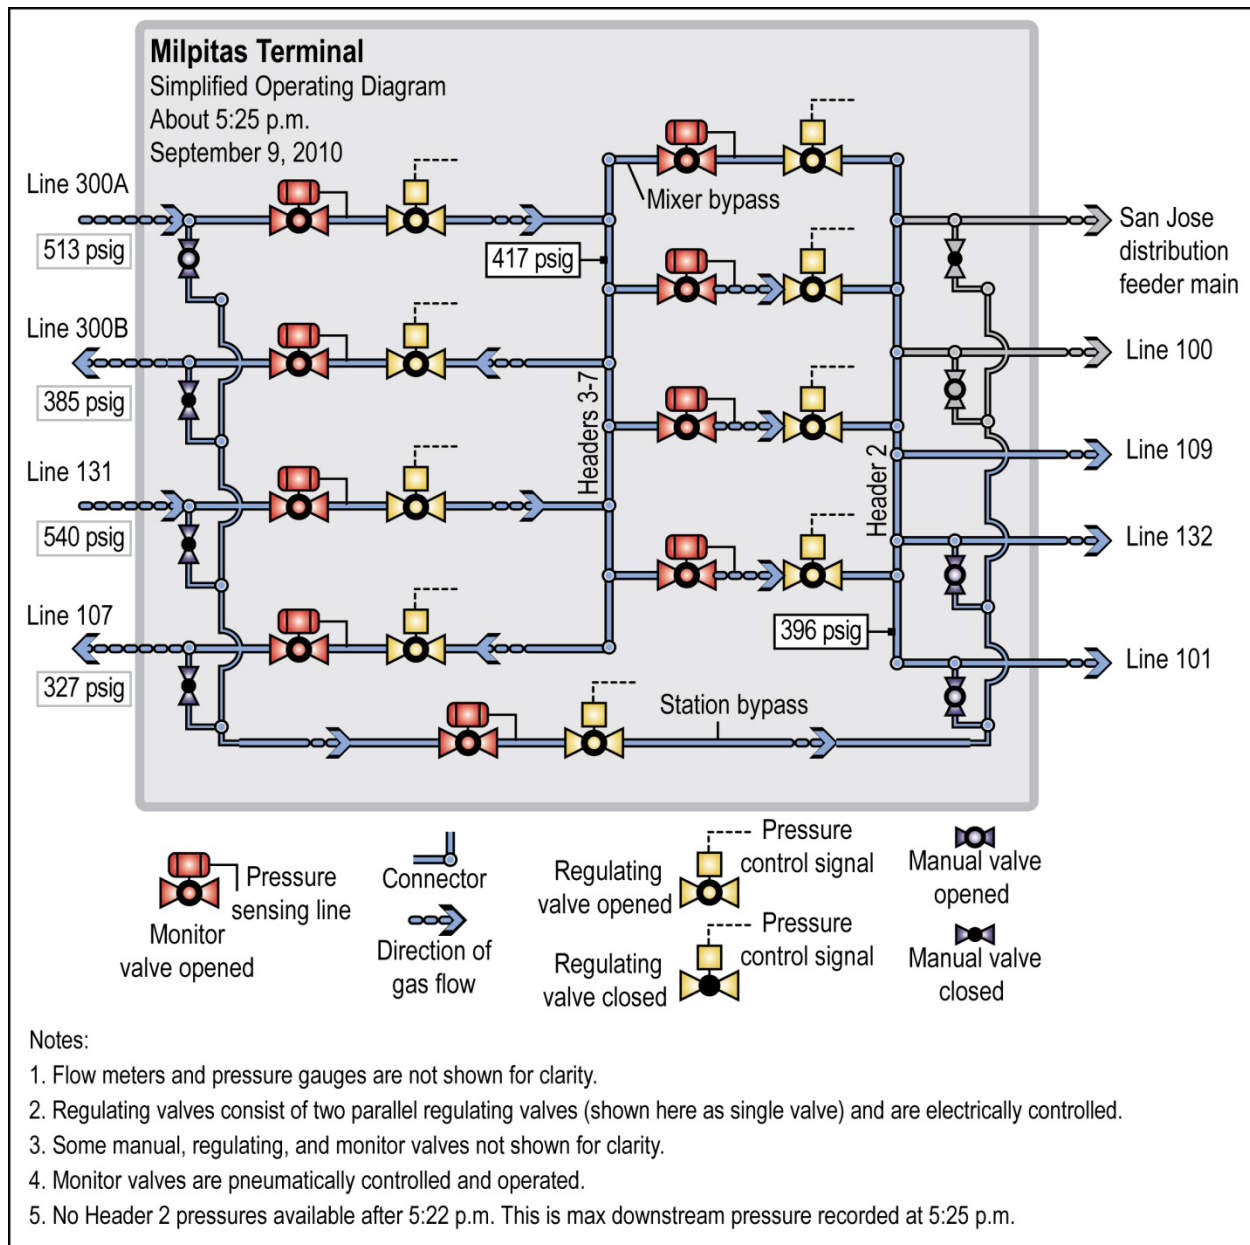 Milpitas Terminal
Simplified Operating Diagram
About 5:25 p.m.
September 9, 2010
Line 300A
513 psig
Line 300B
385 psig
Line 131
540 psig
Line 107
327 psig
417 psig
Headers 3-7
Mixer bypass
Header 2
396 psig
Station bypass
San Jose
distribution
feeder main
Line 100
Line 109
Line 132
Line 101
Pressure
sensing line
Monitor
valve opened
Connector
Direction of
gas flow
Pressure
control signal
Regulating
valve opened
Pressure
control signal
Regulating
valve closed
Manual valve
opened
Manual valve
closed
Notes:
1. Flow meters and pressure gauges are not shown for clarity.
2. Regulating valves consist of two parallel regulating valves (shown here as single valve) and are electrically controlled.
3. Some manual, regulating, and monitor valves not shown for clarity.
4. Monitor valves are pneumatically controlled and operated.
5. No Header 2 pressures available after 5:22 p.m. This is max downstream pressure recorded at 5:25 p.m.